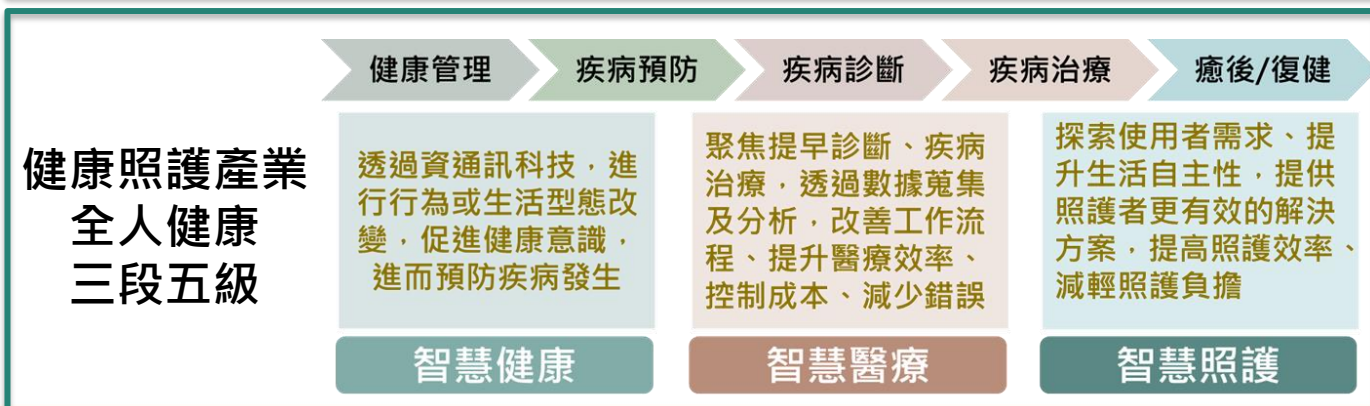 健康管理
疾病預防
疾病診斷
疾病治療
癒後/復健
健康照護產業
全人健康
三段五級
透過資通訊科技，進
行行為或生活型態改
變，促進健康意識，
進而預防疾病發生
智慧健康
聚焦提早診斷、疾病
治療，透過數據蒐集
及分析，改善工作流
程、提升醫療效率、
控制成本、減少錯誤
智慧醫療
探索使用者需求、提
升生活自主性，提供
照護者更有效的解決
方案，提高照護效率、
減輕照護負擔
智慧照護